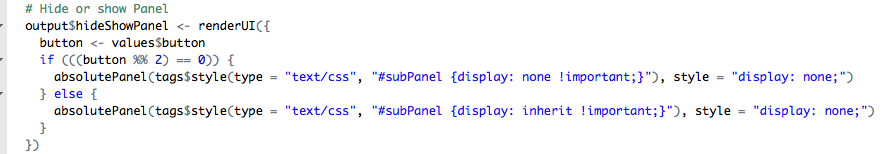 # Hide or show Panel
output$hideShowPanel <- renderUI({
  button <- values$button
  if (((button %% 2) == 0)) {
    absolutePanel(tags$style(type = "text/css", "#subPanel {display: none !important;}"), style = "display: none;")
  } else {
    absolutePanel(tags$style(type = "text/css", "#subPanel {display: inherit !important;}"), style = "display: none;")
  }
})